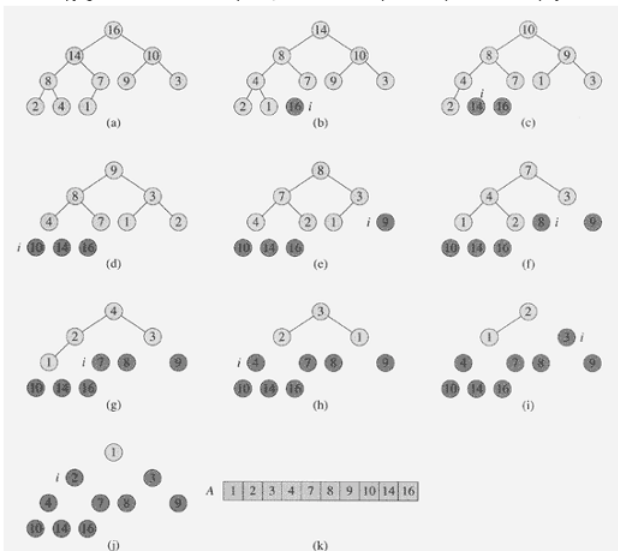 16
14 10
8 7 9 3
2 4 1
(a)
14
8 10
4 7 9 3
2 1 16 i
(b)
10
8 9
4 7 1 3
i
2 14 16
(c)
9
8 3
4 7 1 2
i 10 14 16
(d)
8
7 3
4 2 1 i 9
10 14 16
(e)
7
4 3
1 2 8 i 9
10 14 16
(f)
4
2 3
1 i 7 8 9
10 14 16
(g)
3
2 1
i 4 7 8 9
10 14 16
(h)
2
1 3 i
4 7 8 9
10 14 16
(i)
1
i 2 3
4 7 8 9
10 14 16
(j)
A 1 2 3 4 7 8 9 10 14 16
(k)